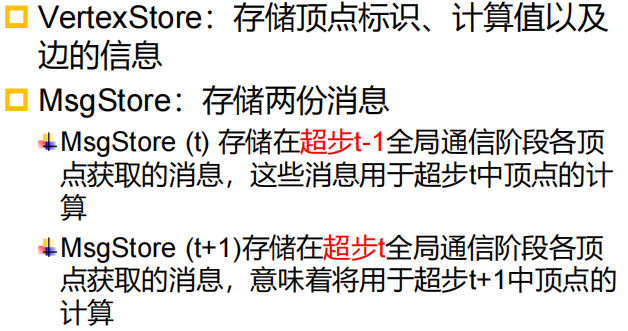 VertexStore：存储顶点标识、计算值以及
边的信息
MsgStore：存储两份消息
MsgStore (t) 存储在超步t-1全局通信阶段各顶
点获取的消息，这些消息用于超步t中顶点的计
算
MsgStore (t+1)存储在超步t全局通信阶段各顶
点获取的消息，意味着将用于超步t+1中顶点的
计算